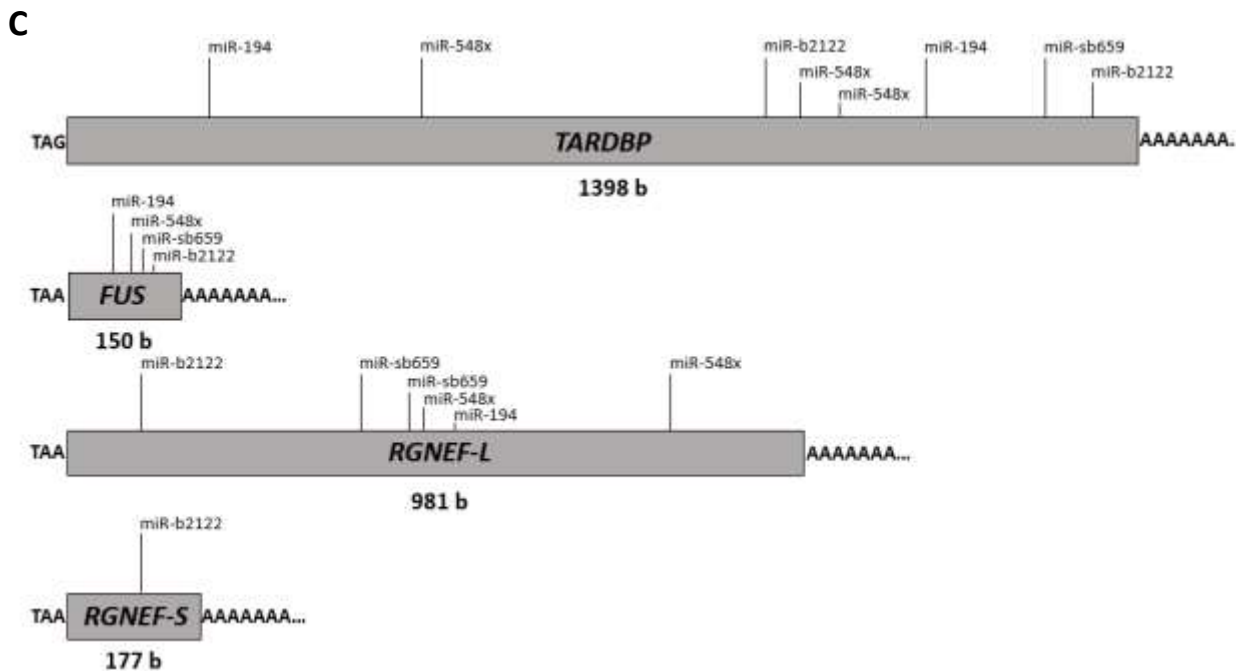 C
miR-194 miR-548x miR-b2122 miR-194 miR-sb659
miR-548x miR-b2122
miR-548x
TAG TARDBP AAAAAAA.
1398 b
miR-194
miR-548x
miR-sb659
miR-b2122
TAA FUS AAAAAAA...
150 b
miR-b2122 miR-sb659 miR-548x
miR-sb659
miR-548x
miR-194
TAA RGNEF-L AAAAAAA...
981 b
miR-b2122
TAA RGNEF-S AAAAAAA...
177 b